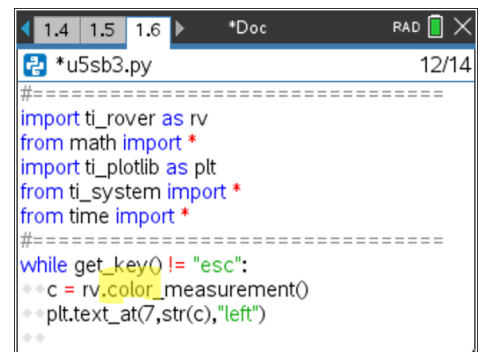 1.4 1.5 1.6 *Doc RAD
*u5sb3.py 12/14
#================================
import ti_rover as rv
from math import *
import ti_plotlib as plt
from ti_system import *
from time import *
#================================
while get_key() != "esc":
◆◆c = rv.color_measurement()
◆◆plt.text_at(7,str(c),"left")
◆◆